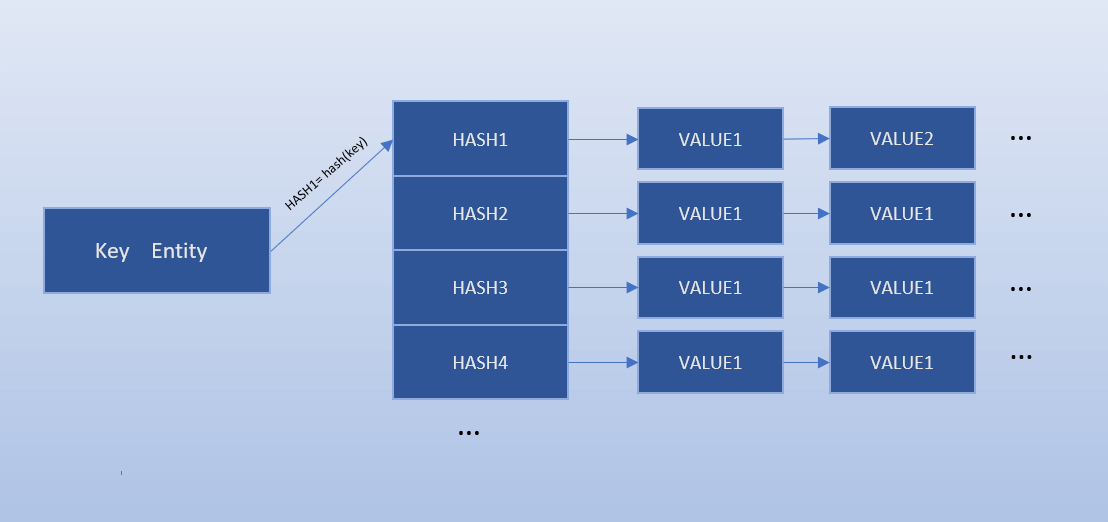 HASH1= hash(key)
Key Entity
HASH1 VALUE1 VALUE2 ...
HASH2 VALUE1 VALUE1 ...
HASH3 VALUE1 VALUE1 ...
HASH4 VALUE1 VALUE1 ...
...